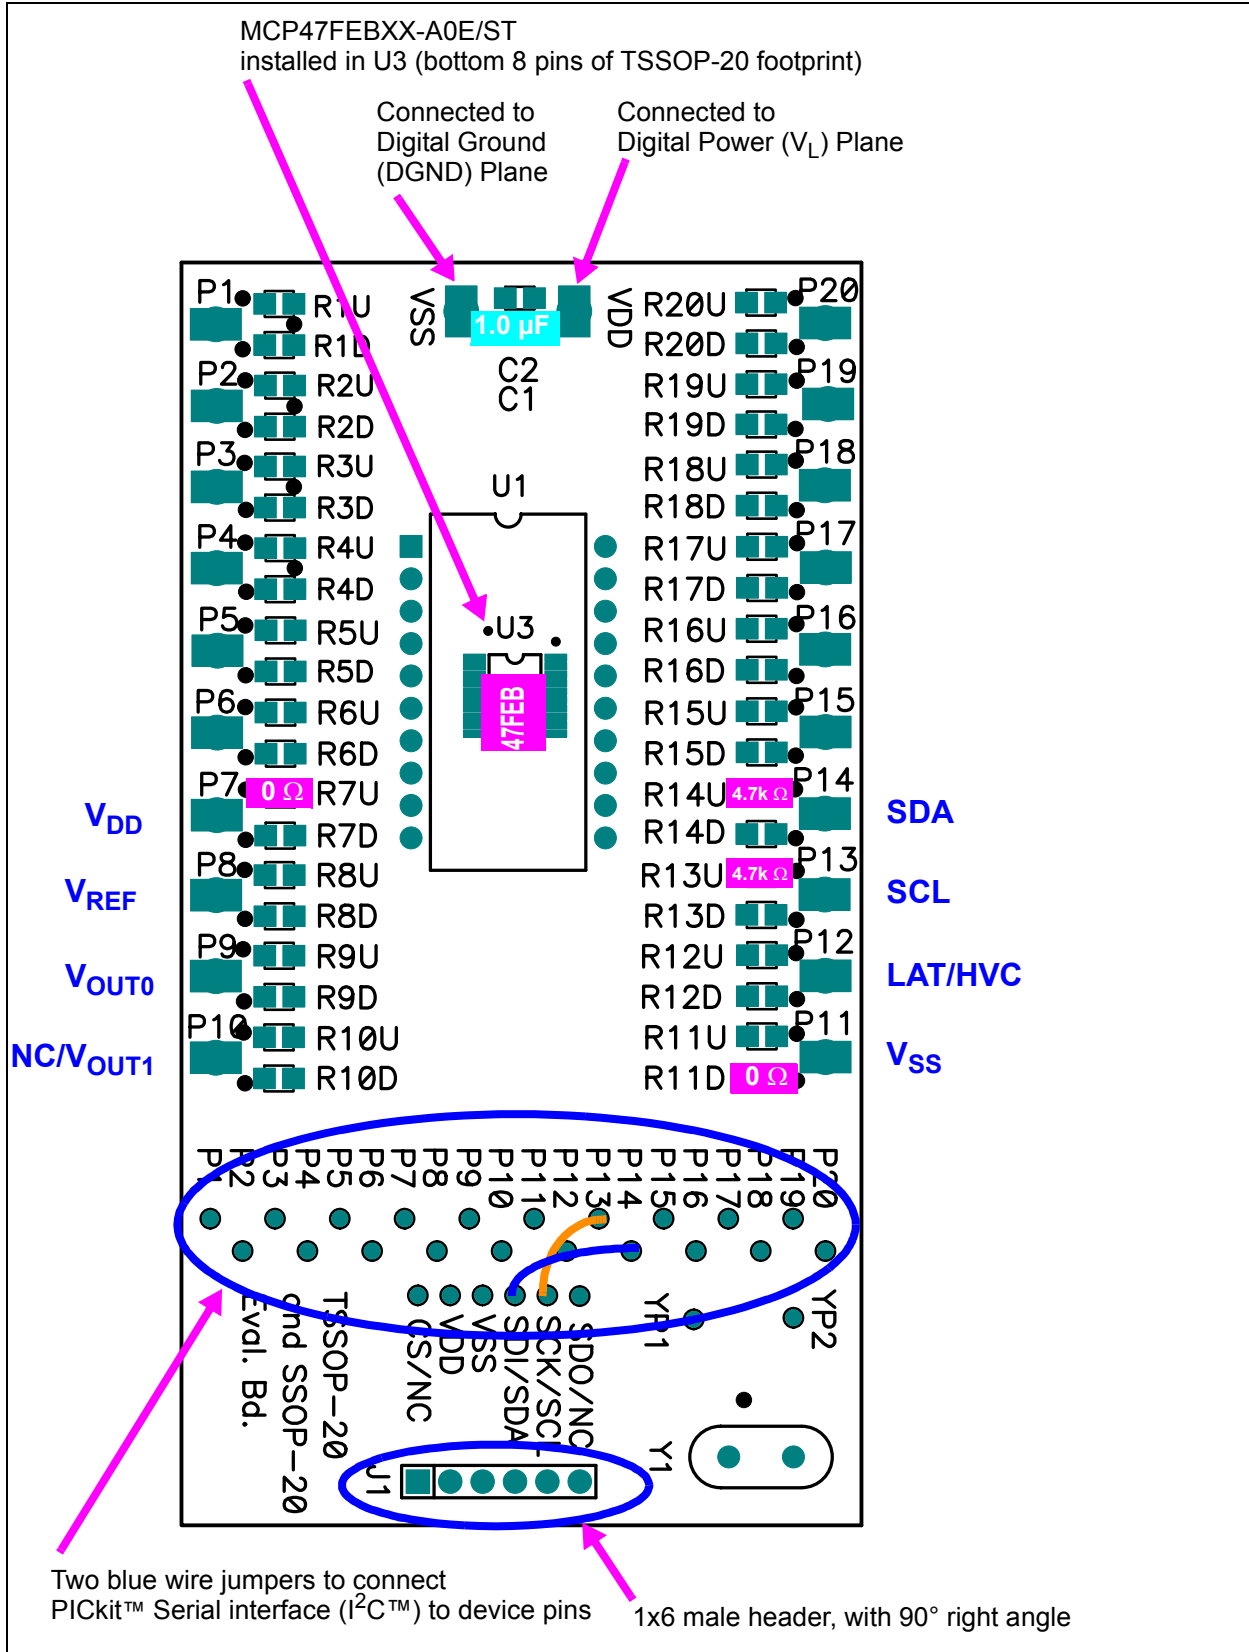 MCP47FEBXX-A0E/ST
installed in U3 (bottom 8 pins of TSSOP-20 footprint)
Connected to
Digital Ground
(DGND) Plane
Connected to
Digital Power (VL) Plane
P1
R1U
R1D
P2
R2U
R2D
P3
R3U
R3D
P4
R4U
R4D
P5
R5U
R5D
P6
R6U
R6D
P7
0 Ω
R7U
R7D
P8
R8U
R8D
P9
R9U
R9D
P10
R10U
R10D
VDD
VREF
VOUT0
NC/VOUT1
VSS
1.0 µF
VDD
C2
C1
U1
U3
47FEB
R20U
P20
R20D
R19U
P19
R19D
R18U
P18
R18D
R17U
P17
R17D
R16U
P16
R16D
R15U
P15
R15D
R14U
4.7k Ω
P14
R14D
R13U
4.7k Ω
P13
R13D
R12U
P12
R12D
R11U
P11
R11D
0 Ω
SDA
SCL
LAT/HVC
VSS
P1
P2
P3
P4
P5
P6
P7
P8
P9
P10
P11
P12
P13
P14
P15
P16
P17
P18
P19
P20
CS/NC
VDD
VSS
SDI/SDA
SCK/SCL
SDO/NC
YP1
YP2
TSSOP-20
and SSOP-20
Eval. Bd.
J1
Y1
Two blue wire jumpers to connect
PICkit™ Serial interface (I2C™) to device pins
1x6 male header, with 90° right angle